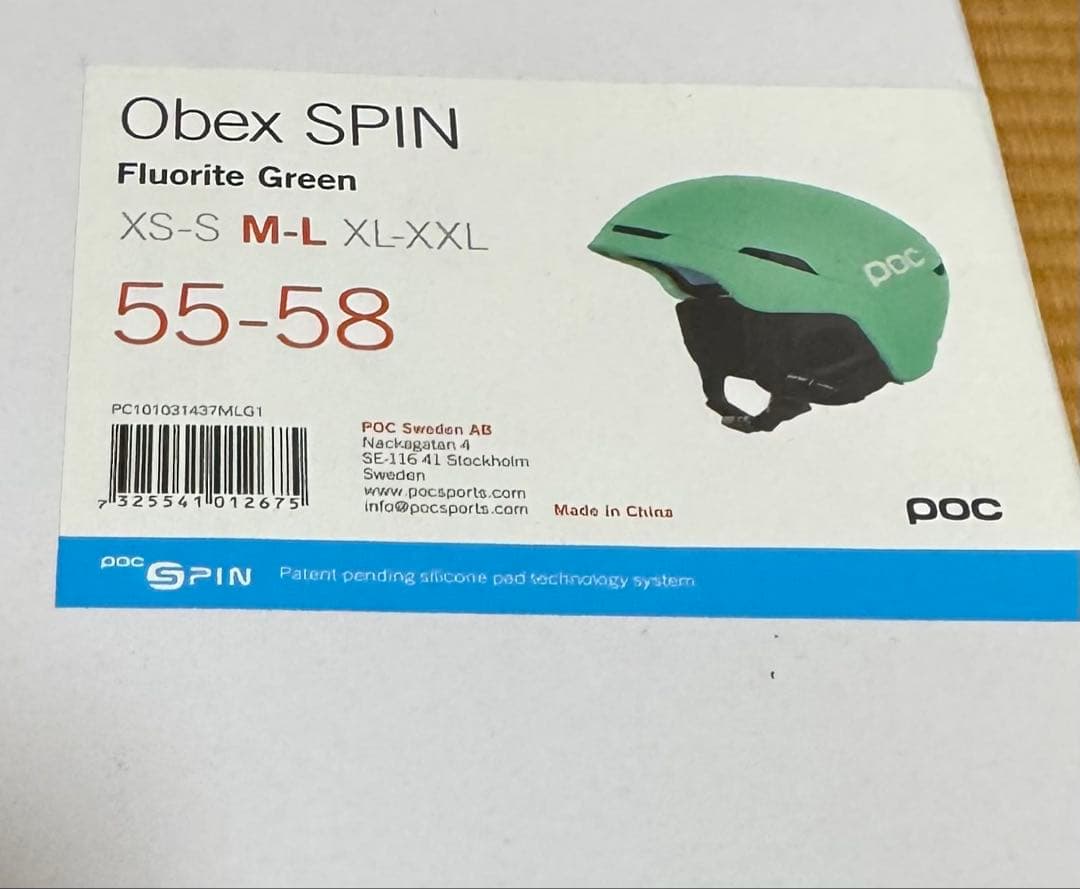 Obex SPIN
Fluorite Green
XS-S M-L XL-XXL
55-58
PC101031437MLG1
7 325541 012675
POC Sweden AB
Nackagatan 4
SE-116 41 Stockholm
Sweden
www.pocsports.com
info@pocsports.com
Made in China
poc
poc
poc SPIN Patent pending silicone pad technology system